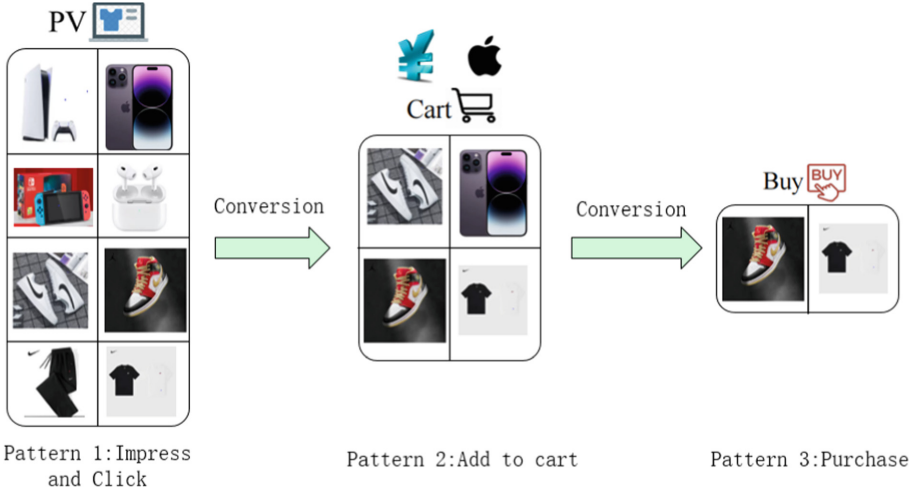 PV
Cart
Buy
BUY
Conversion
Conversion
Pattern 1:Impress
and Click
Pattern 2:Add to cart
Pattern 3:Purchase